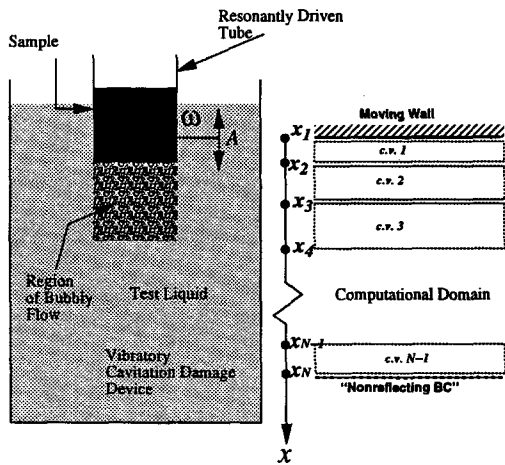 Resonantly Driven
Tube
Sample
ω
A
Region
of Bubbly
Flow
Test Liquid
Vibratory
Cavitation Damage
Device
Moving Wall
x1
c.v. 1
x2
c.v. 2
x3
c.v. 3
x4
Computational Domain
xN-1
c.v. N-1
xN
"Nonreflecting BC"
x